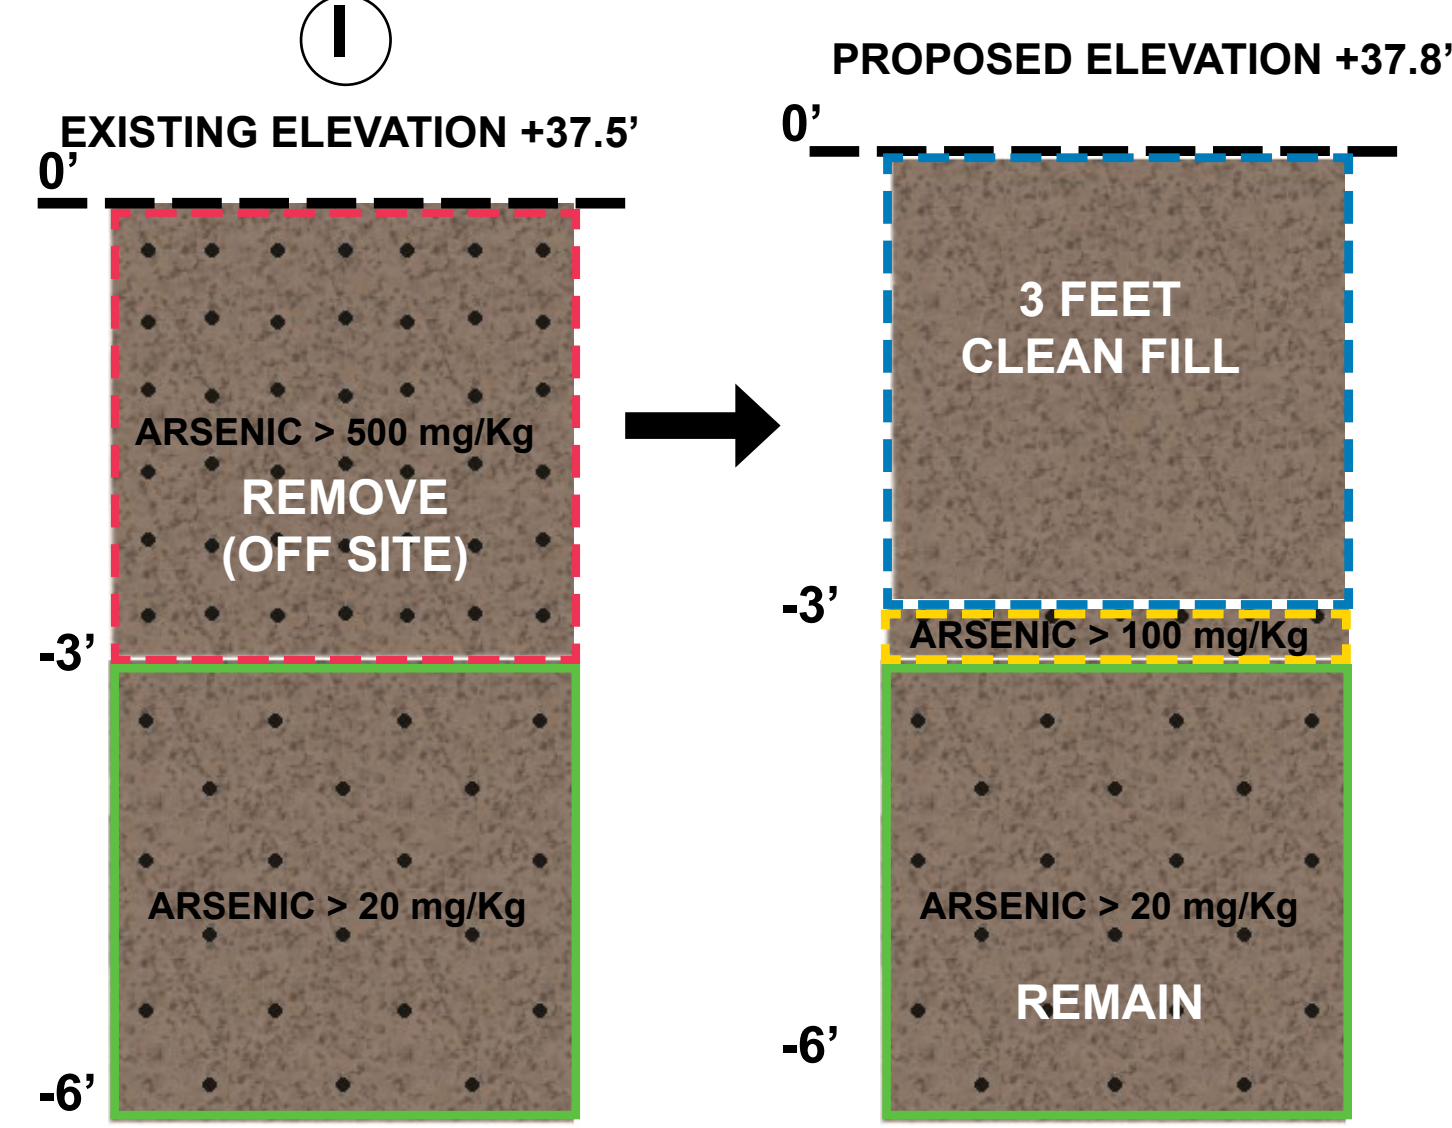 I
EXISTING ELEVATION +37.5’
0’
ARSENIC > 500 mg/Kg
REMOVE
(OFF SITE)
-3’
ARSENIC > 20 mg/Kg
-6’
PROPOSED ELEVATION +37.8’
0’
3 FEET
CLEAN FILL
-3’
ARSENIC > 100 mg/Kg
ARSENIC > 20 mg/Kg
REMAIN
-6’